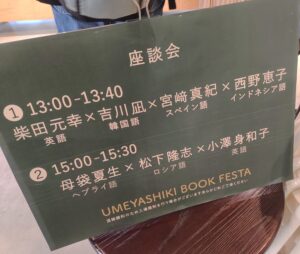 座談会
① 13:00-13:40
柴田元幸×吉川凪×宮﨑真紀×西野恵子
英語 韓国語 スペイン語 インドネシア語
② 15:00-15:30
母袋夏生×松下隆志×小澤身和子
ヘブライ語 ロシア語 英語
UMEYASHIKI BOOK FESTA